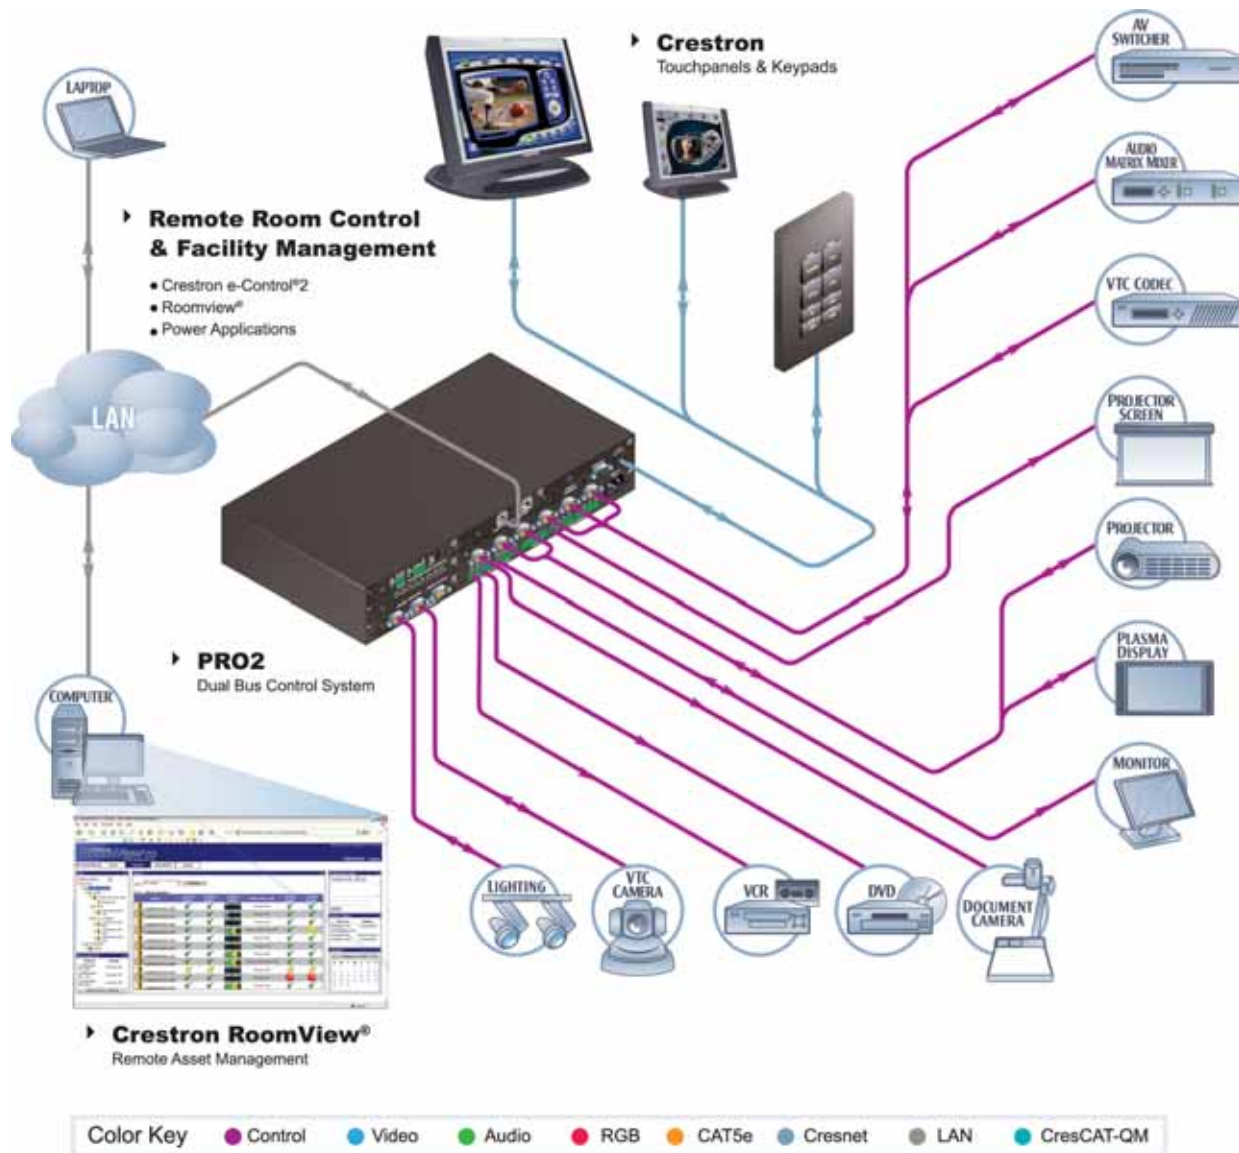 Crestron
Touchpanels & Keypads
AV
SWITCHER
LAPTOP
AUDIO
MATRIX MIXER
Remote Room Control
& Facility Management
• Crestron e-Control®2
• Roomview®
• Power Applications
VTC CODEC
LAN
PROJECTOR
SCREEN
PROJECTOR
PRO2
Dual Bus Control System
PLASMA
DISPLAY
COMPUTER
MONITOR
LIGHTING
VTC
CAMERA
VCR
DVD
DOCUMENT
CAMERA
Crestron RoomView®
Remote Asset Management
Color Key Control Video Audio RGB CAT5e Cresnet LAN CresCAT-QM